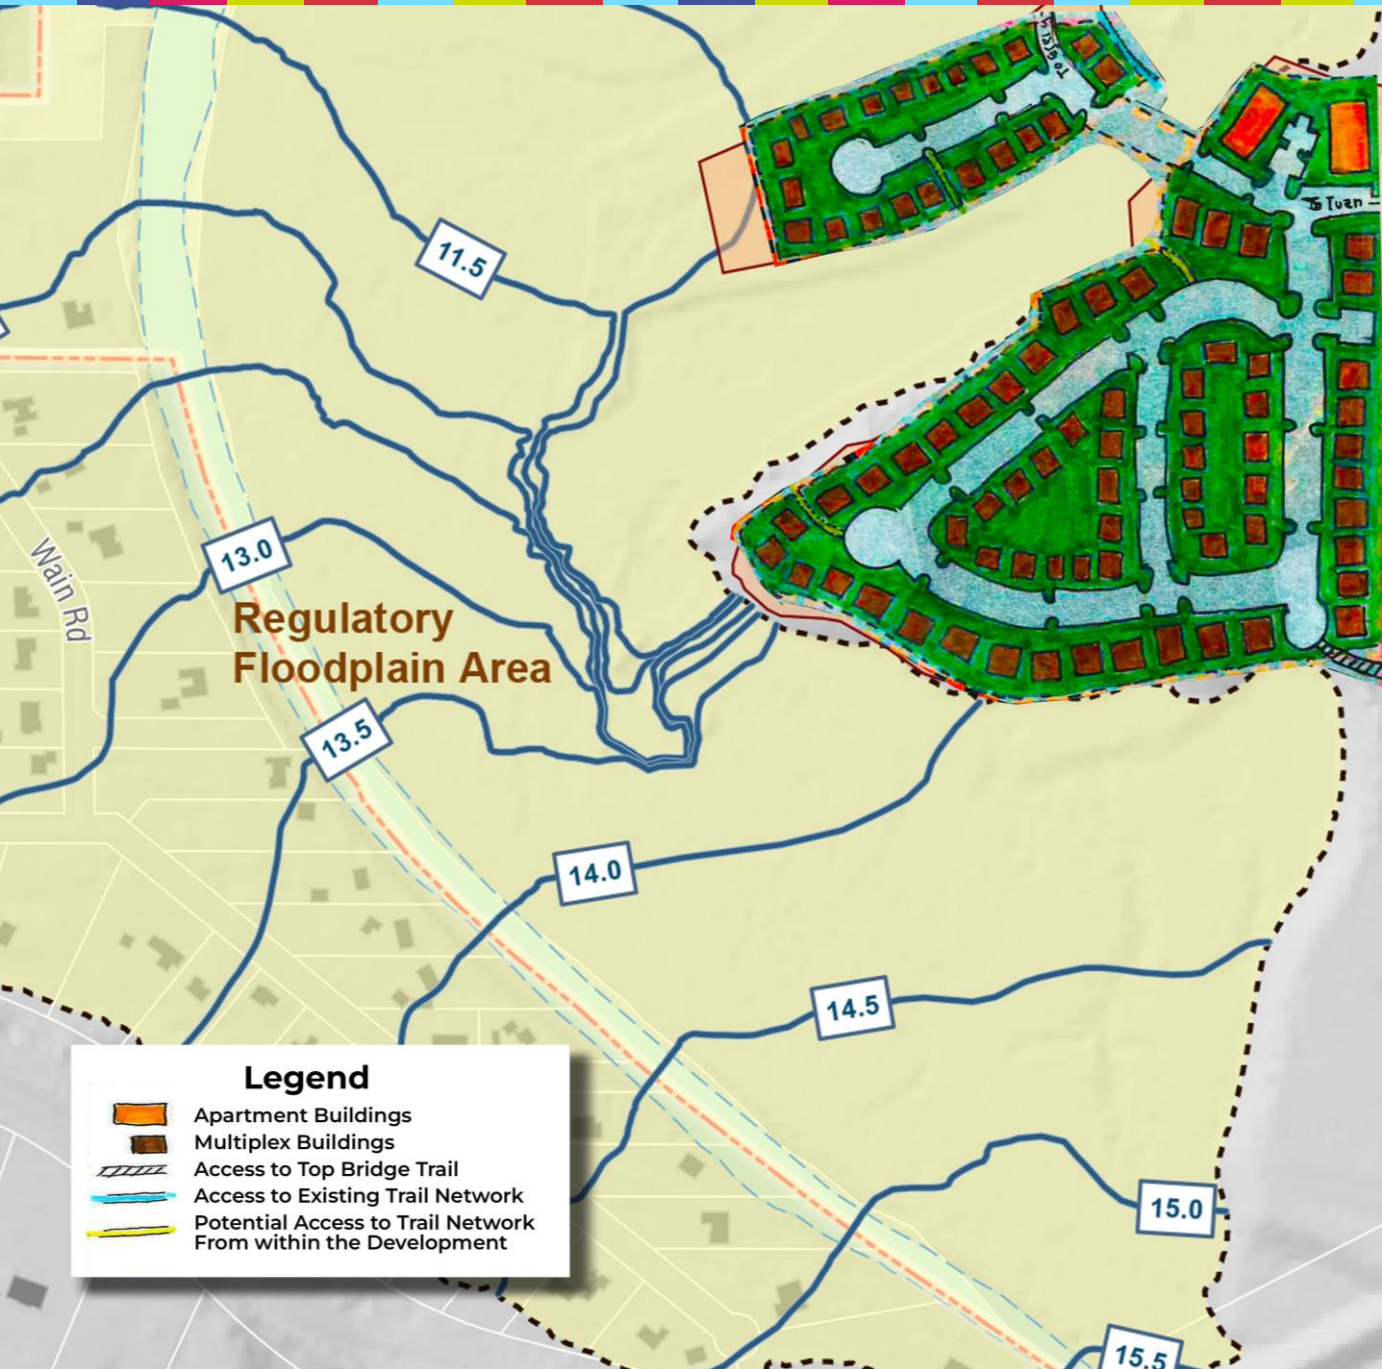 11.5
To Tuan
Wain Rd
13.0
Regulatory
Floodplain Area
13.5
14.0
14.5
15.0
15.5
Legend
Apartment Buildings
Multiplex Buildings
Access to Top Bridge Trail
Access to Existing Trail Network
Potential Access to Trail Network
From within the Development